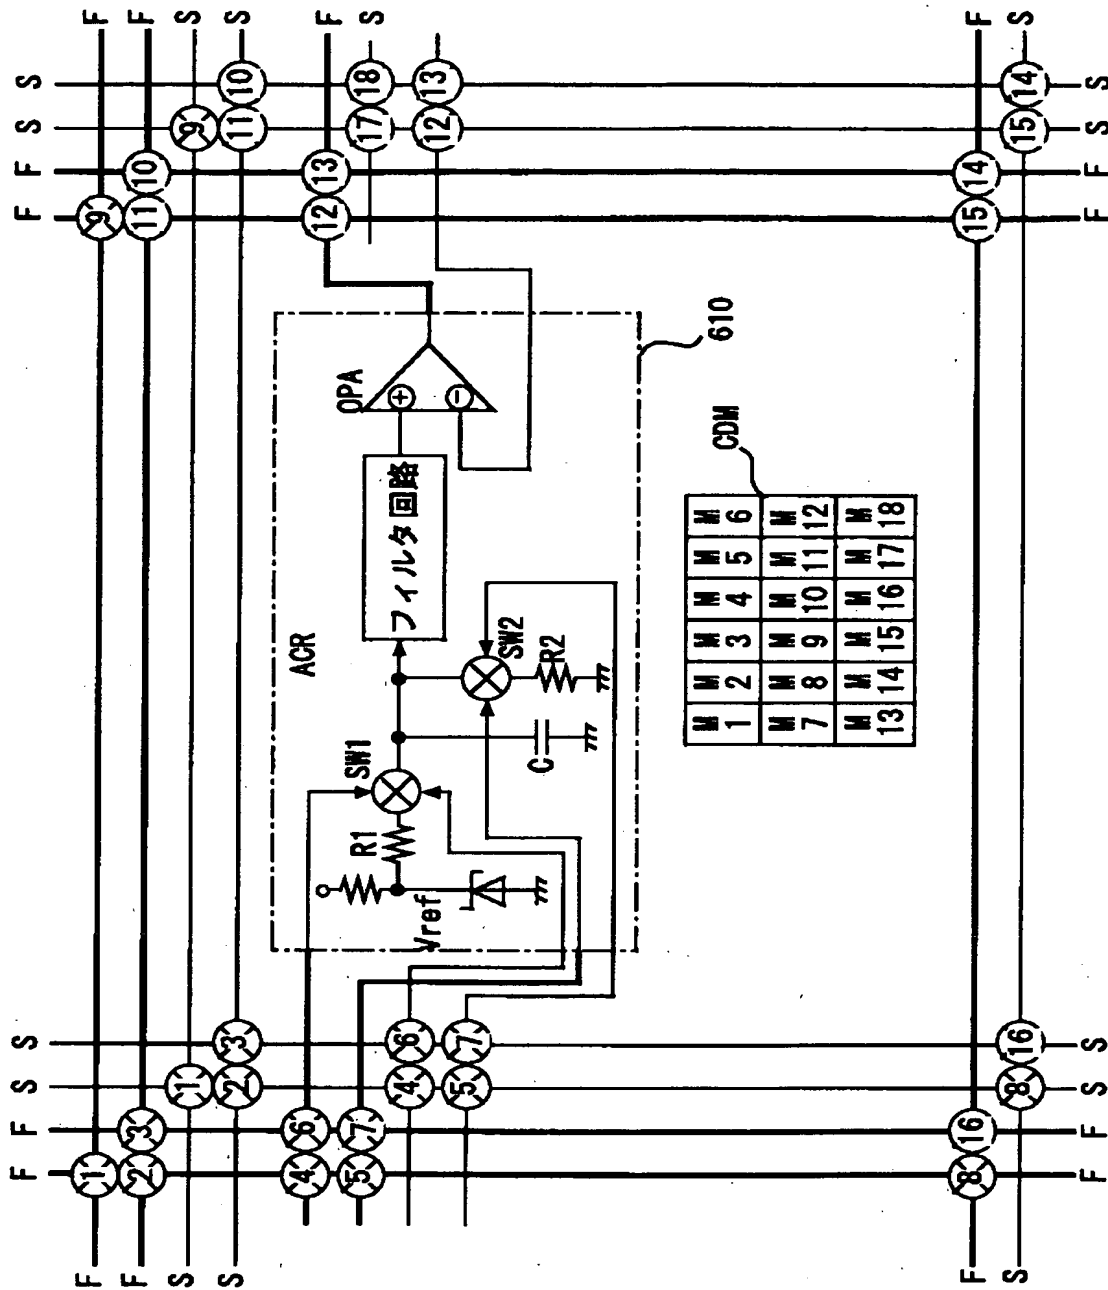 F F S S F F S S
F 1 9 F
F 2 3 11 10 F
S 1 9 S
S 2 3 11 10 S
4 6 ACR 12 13 F
OPA
R1 SW1
5 7 17 18 S
フィルタ回路 + −
4 6 12 13
Vref
5 7
SW2
C R2
610
CDM
M M M M M M
1 2 3 4 5 6
M M M M M M
7 8 9 10 11 12
M M M M M M
13 14 15 16 17 18
F 8 16 15 14 F
S 8 16 15 14 S
F F S S F F S S